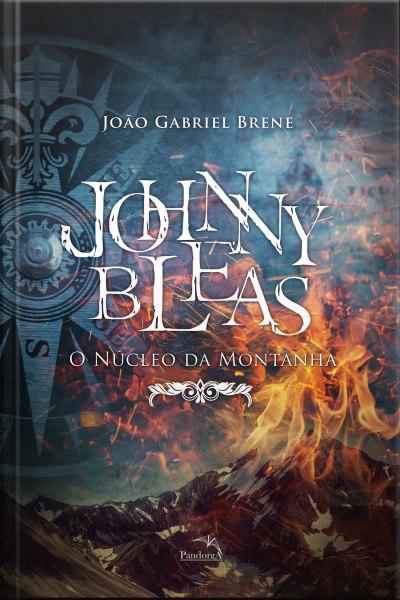 João Gabriel Brene
JOHNNY
BLEAS
O Núcleo da Montanha
S
Pandorga